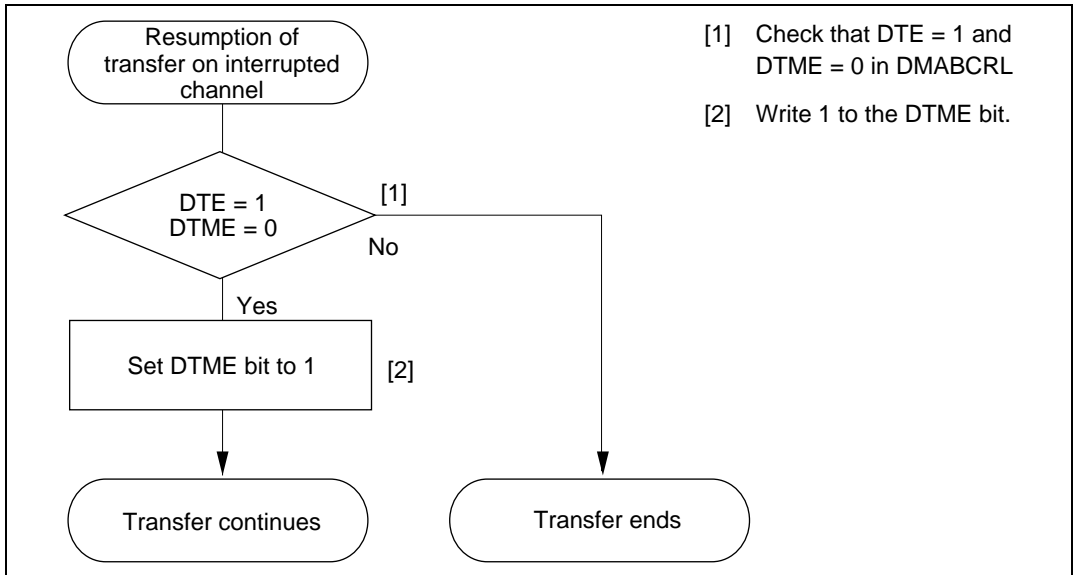 Resumption of
transfer on interrupted
channel
[1] Check that DTE = 1 and
DTME = 0 in DMABCRL
[2] Write 1 to the DTME bit.
DTE = 1
DTME = 0
[1]
No
Yes
Set DTME bit to 1
[2]
Transfer continues
Transfer ends